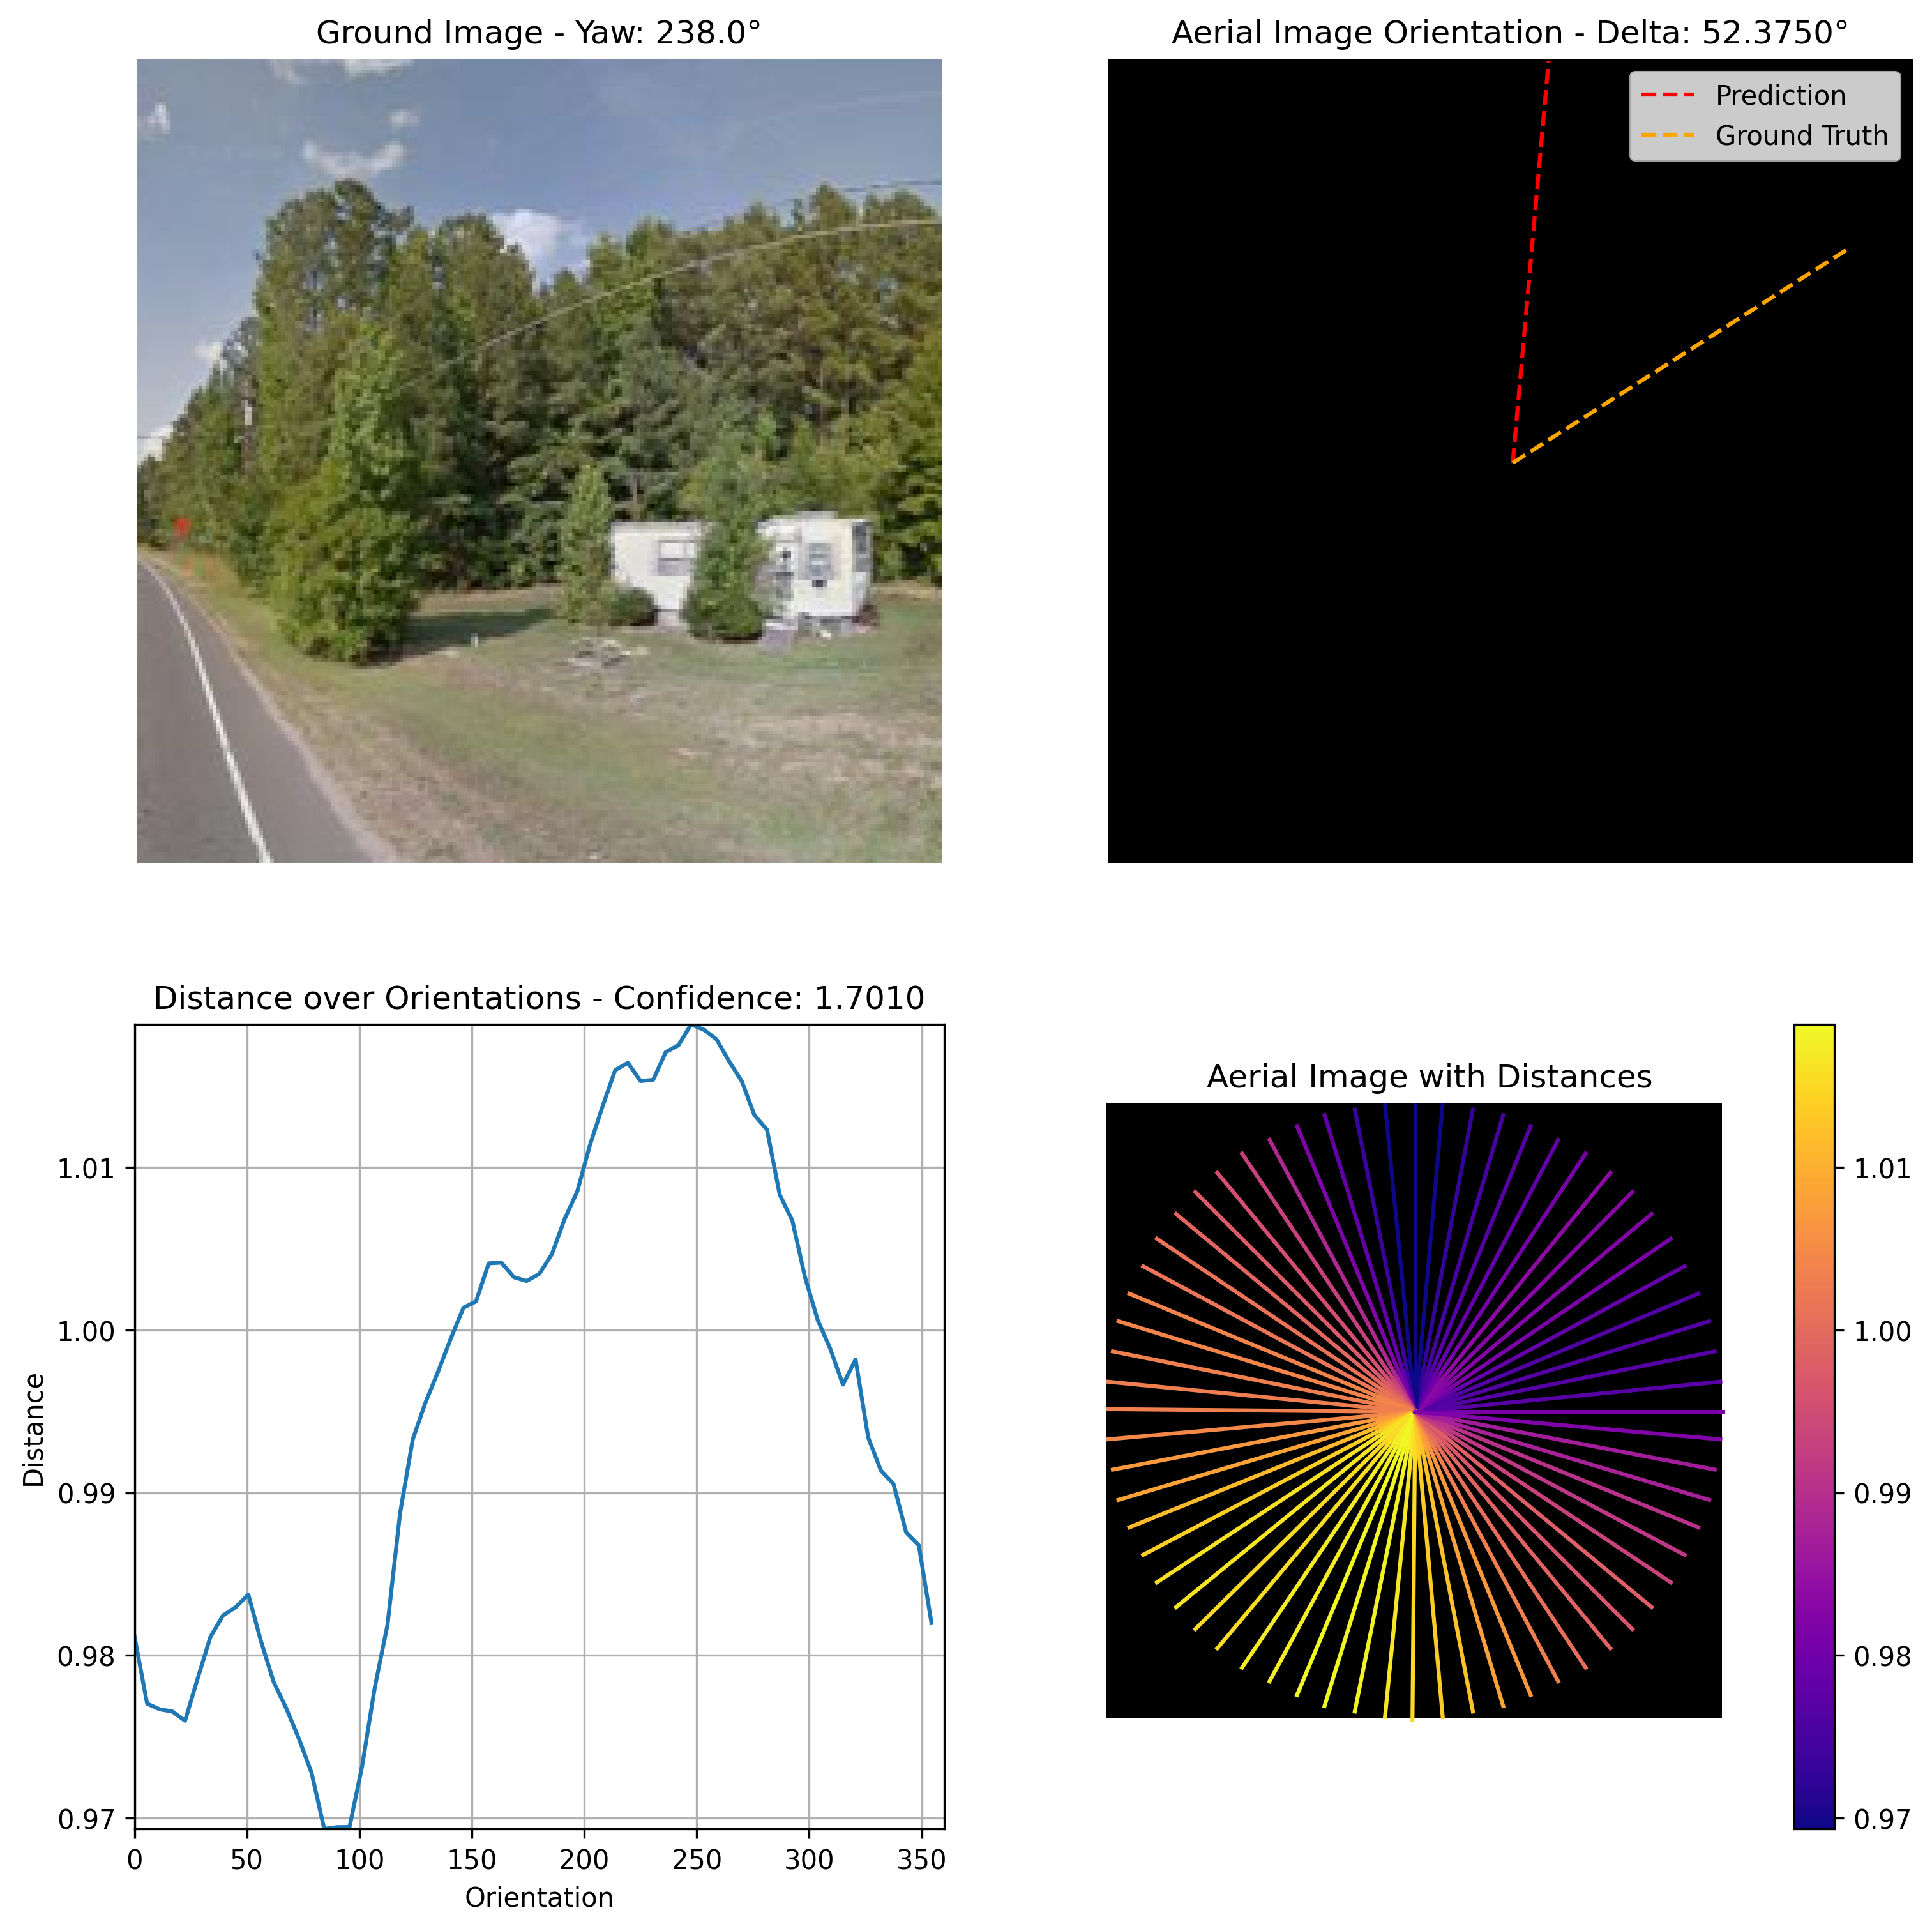 Ground Image - Yaw: 238.0°
Aerial Image Orientation - Delta: 52.3750°
Prediction
Ground Truth
Distance over Orientations - Confidence: 1.7010
1.01
1.00
0.99
0.98
0.97
Distance
0 50 100 150 200 250 300 350
Orientation
Aerial Image with Distances
1.01
1.00
0.99
0.98
0.97